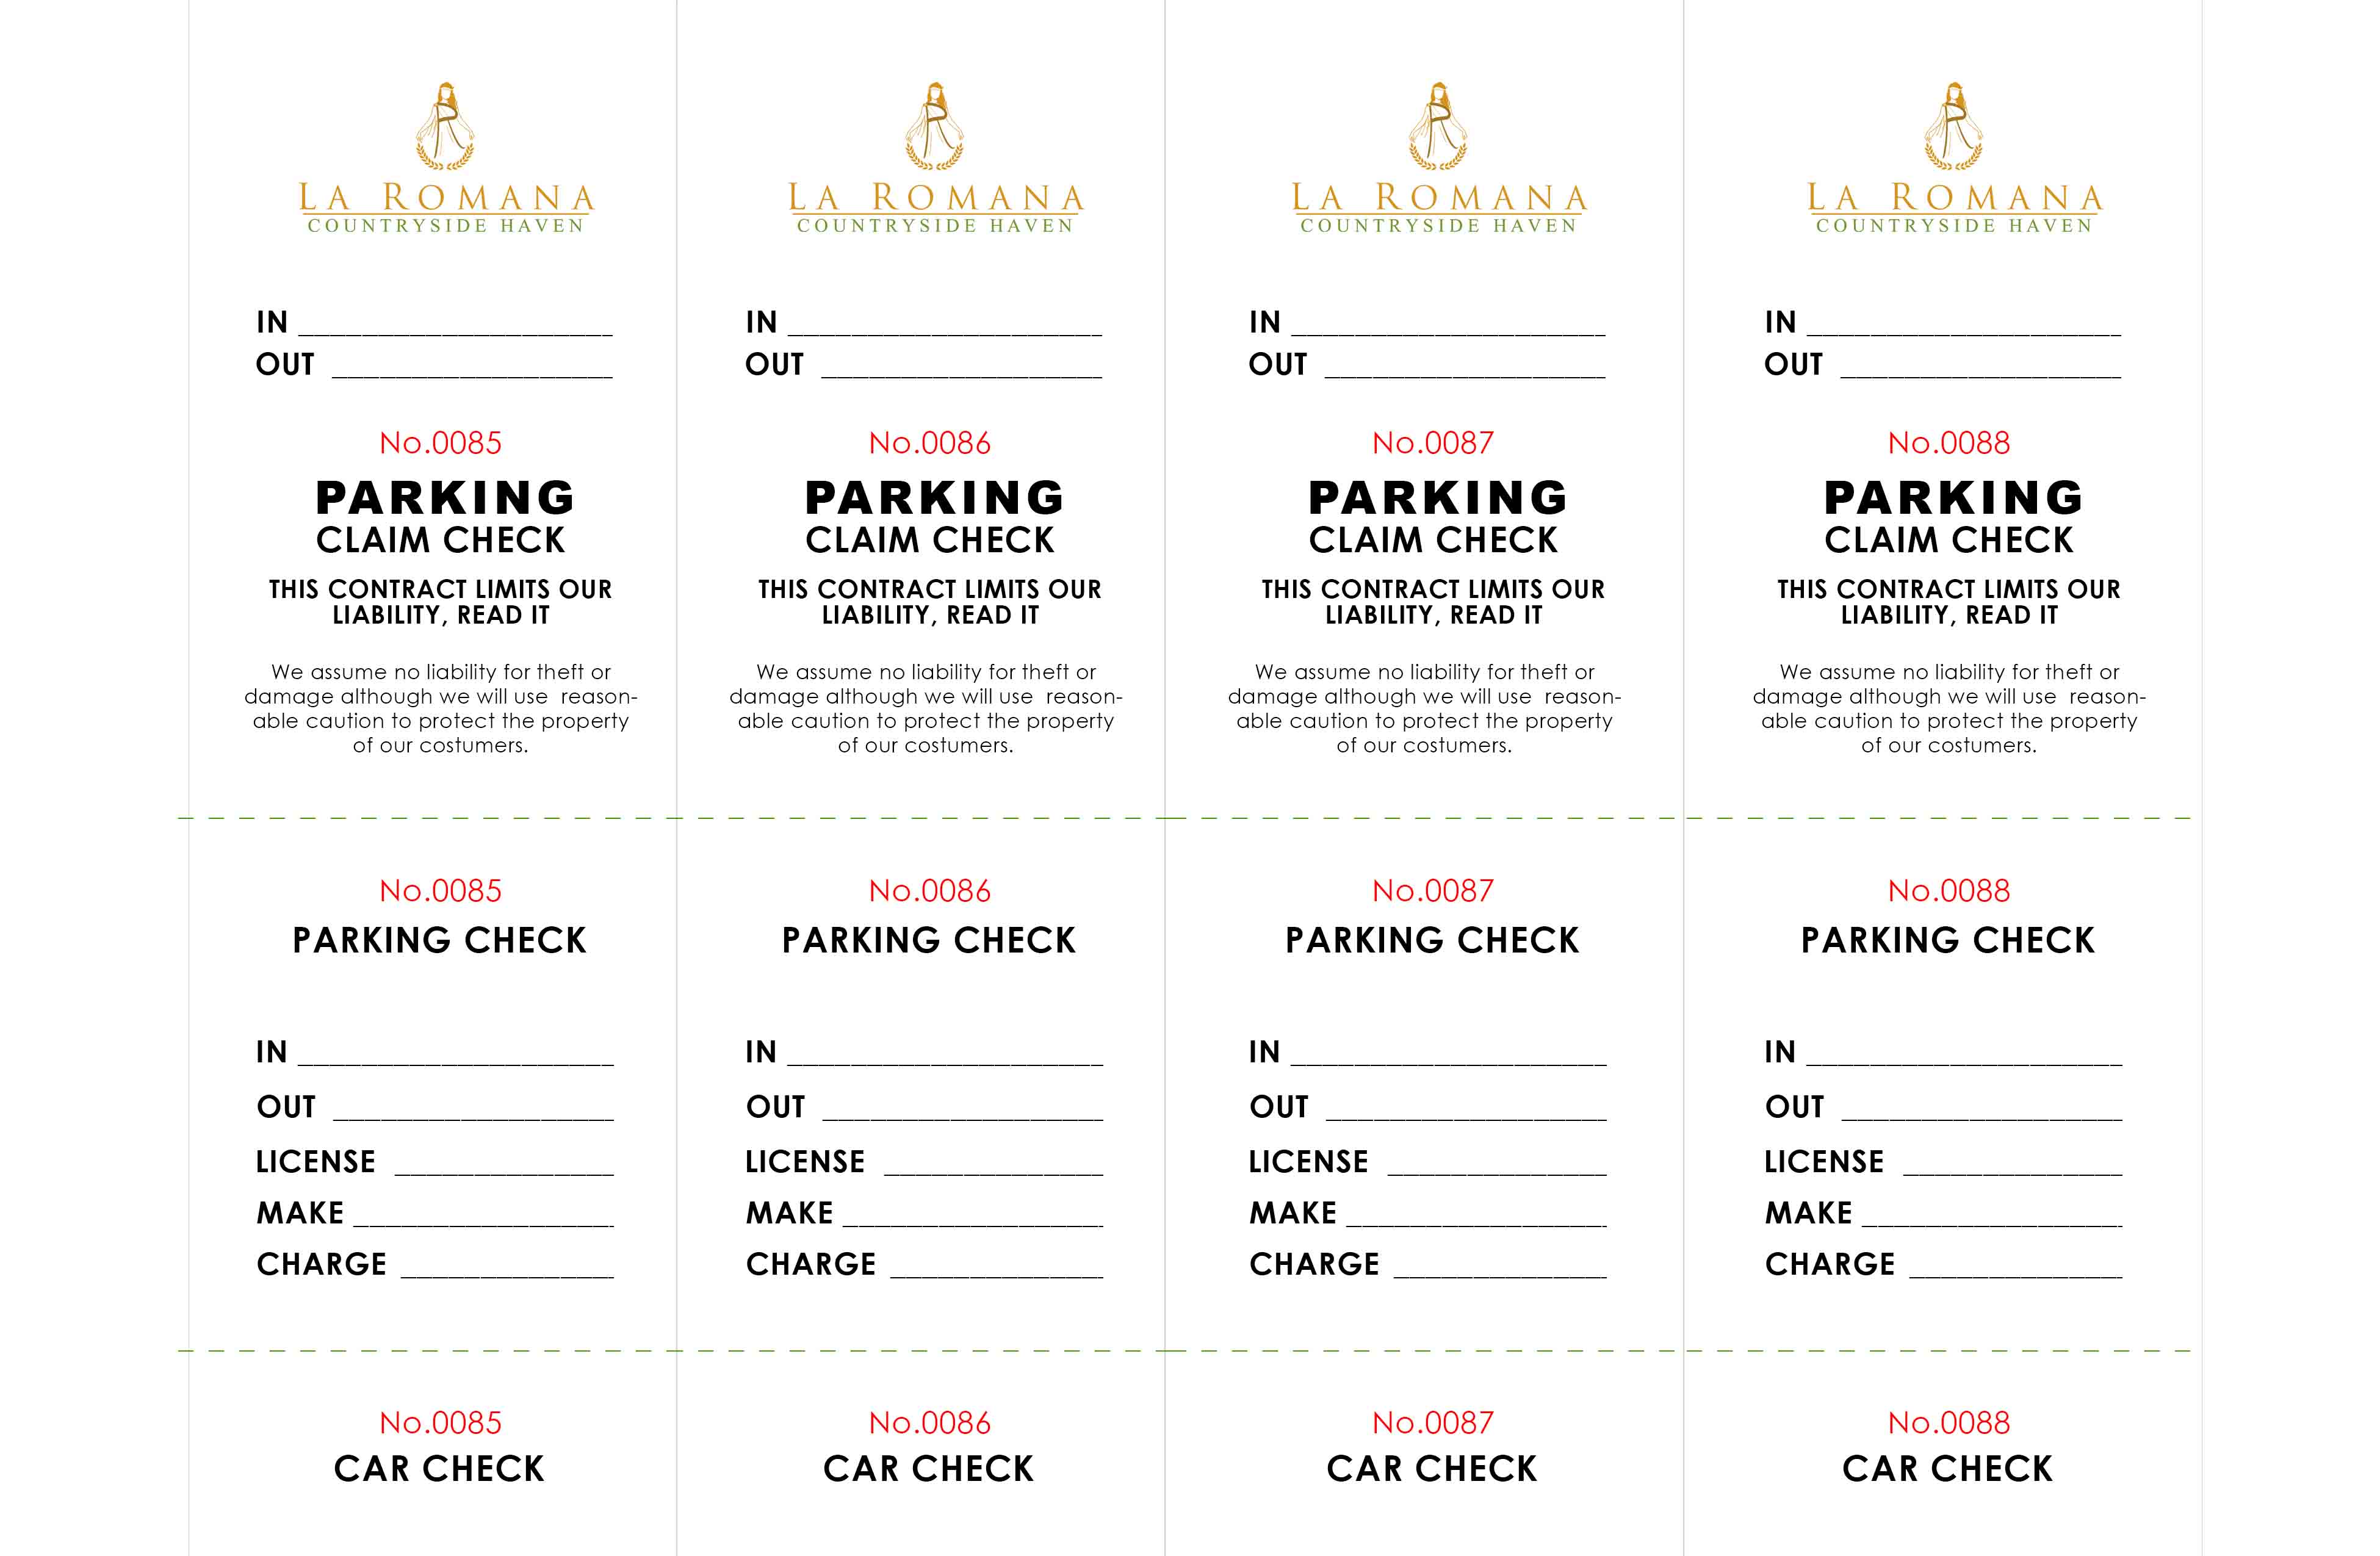 LA ROMANA
COUNTRYSIDE HAVEN
IN ____________________
OUT __________________
No.0085
PARKING
CLAIM CHECK
THIS CONTRACT LIMITS OUR
LIABILITY, READ IT
We assume no liability for theft or
damage although we will use  reason-
able caution to protect the property
of our costumers.
No.0085
PARKING CHECK
IN ____________________
OUT __________________
LICENSE ______________
MAKE _________________
CHARGE ______________
No.0085
CAR CHECK
LA ROMANA
COUNTRYSIDE HAVEN
IN ____________________
OUT __________________
No.0086
PARKING
CLAIM CHECK
THIS CONTRACT LIMITS OUR
LIABILITY, READ IT
We assume no liability for theft or
damage although we will use  reason-
able caution to protect the property
of our costumers.
No.0086
PARKING CHECK
IN ____________________
OUT __________________
LICENSE ______________
MAKE _________________
CHARGE ______________
No.0086
CAR CHECK
LA ROMANA
COUNTRYSIDE HAVEN
IN ____________________
OUT __________________
No.0087
PARKING
CLAIM CHECK
THIS CONTRACT LIMITS OUR
LIABILITY, READ IT
We assume no liability for theft or
damage although we will use  reason-
able caution to protect the property
of our costumers.
No.0087
PARKING CHECK
IN ____________________
OUT __________________
LICENSE ______________
MAKE _________________
CHARGE ______________
No.0087
CAR CHECK
LA ROMANA
COUNTRYSIDE HAVEN
IN ____________________
OUT __________________
No.0088
PARKING
CLAIM CHECK
THIS CONTRACT LIMITS OUR
LIABILITY, READ IT
We assume no liability for theft or
damage although we will use  reason-
able caution to protect the property
of our costumers.
No.0088
PARKING CHECK
IN ____________________
OUT __________________
LICENSE ______________
MAKE _________________
CHARGE ______________
No.0088
CAR CHECK